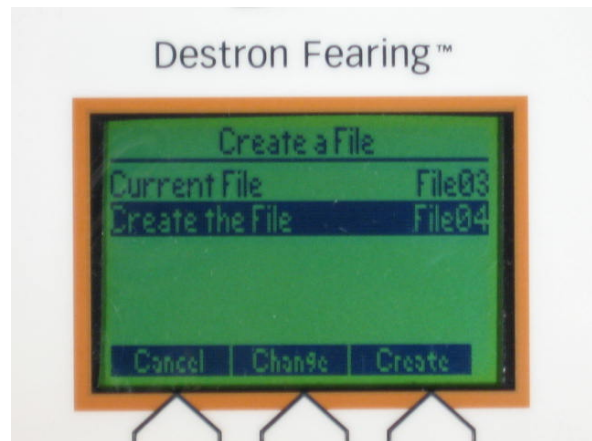 Destron Fearing™
Create a File
Current File File03
Create the File File04
Cancel Change Create